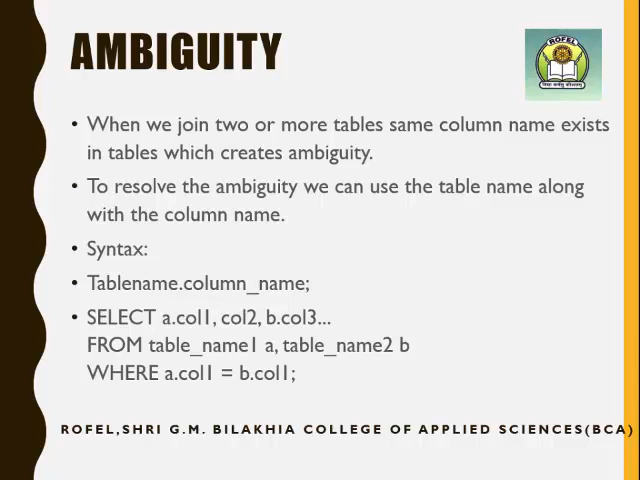 AMBIGUITY
ROFEL
• When we join two or more tables same column name exists
in tables which creates ambiguity.
• To resolve the ambiguity we can use the table name along
with the column name.
• Syntax:
• Tablename.column_name;
• SELECT a.col1, col2, b.col3...
FROM table_name1 a, table_name2 b
WHERE a.col1 = b.col1;
ROFEL,SHRI G.M. BILAKHIA COLLEGE OF APPLIED SCIENCES(BCA)